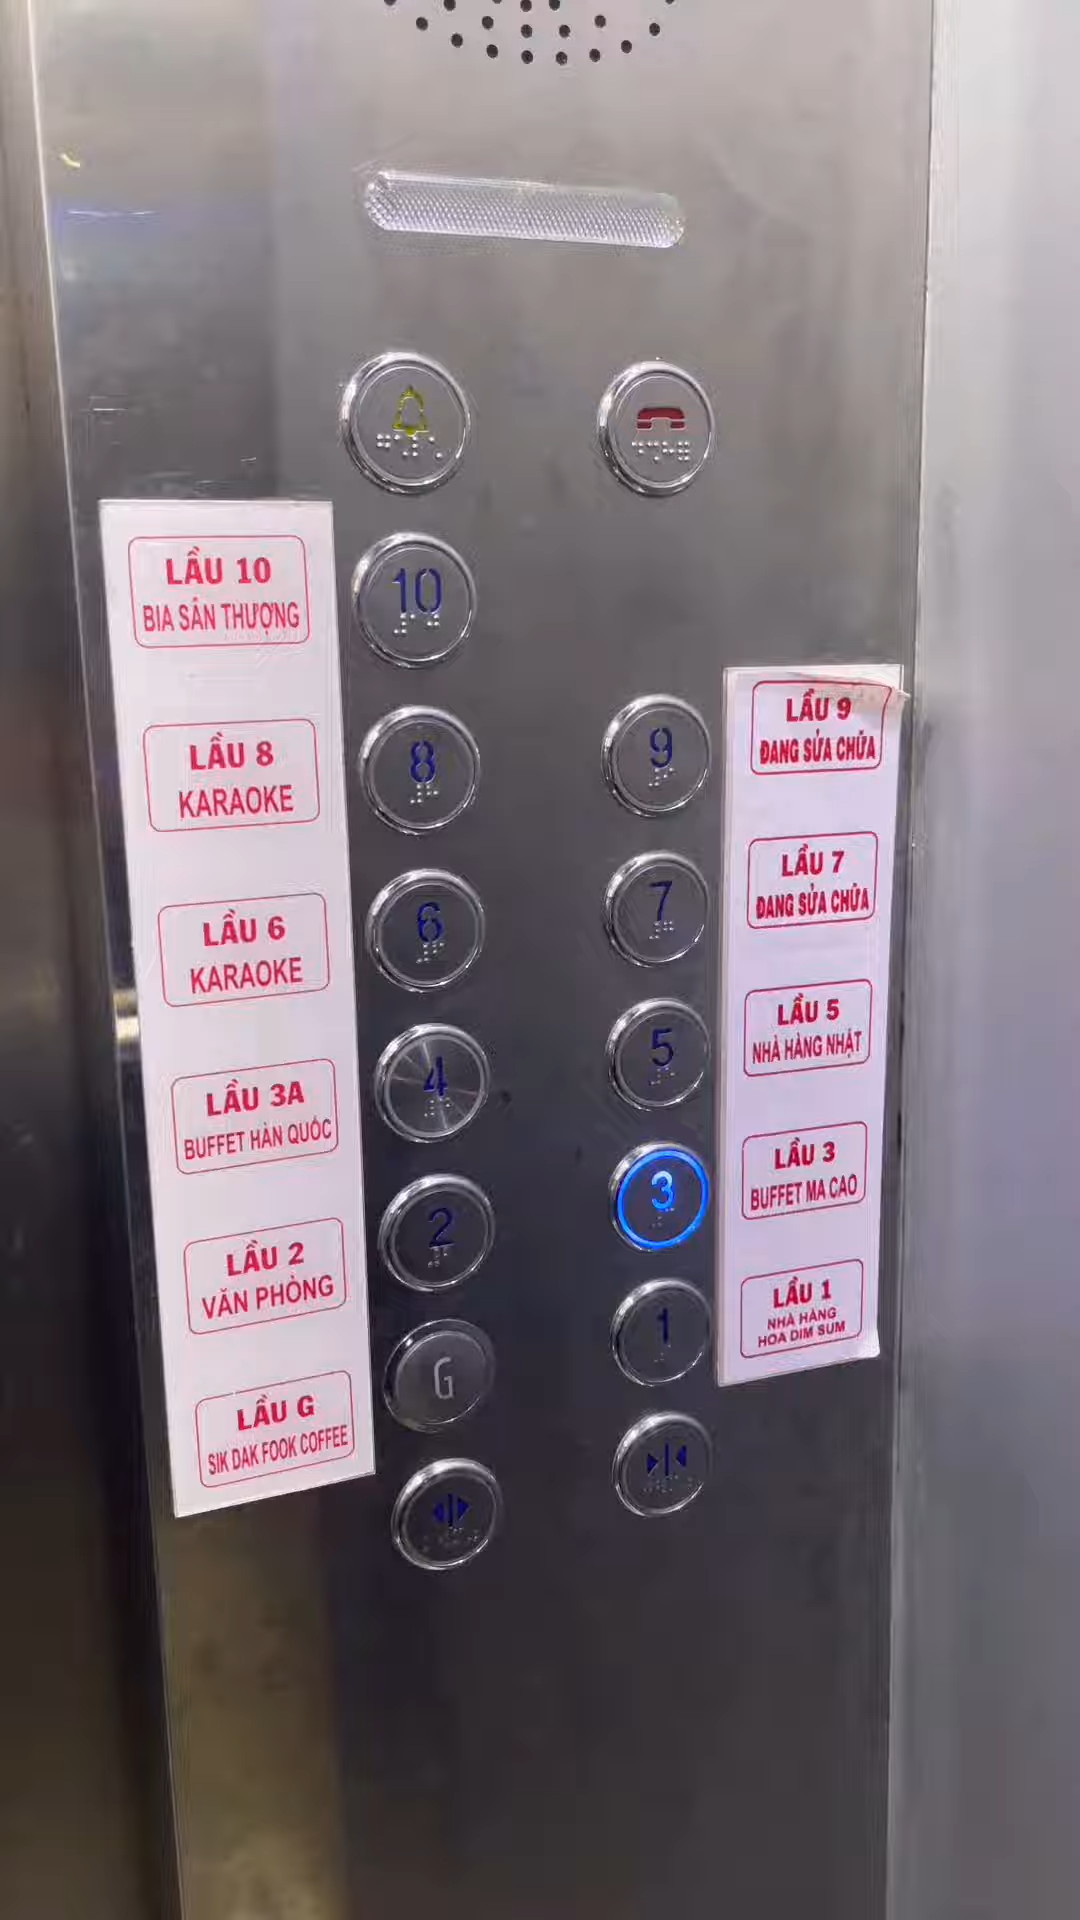 LẦU 10
BIA SÂN THƯỢNG
10
LẦU 8
KARAOKE
8
9
LẦU 9
ĐANG SỬA CHỮA
LẦU 6
KARAOKE
6
7
LẦU 7
ĐANG SỬA CHỮA
LẦU 3A
BUFFET HÀN QUỐC
4
5
LẦU 5
NHÀ HÀNG NHẬT
LẦU 2
VĂN PHÒNG
2
3
LẦU 3
BUFFET MA CAO
LẦU G
SIK DAK FOOK COFFEE
G
1
LẦU 1
NHÀ HÀNG
HOA DIM SUM